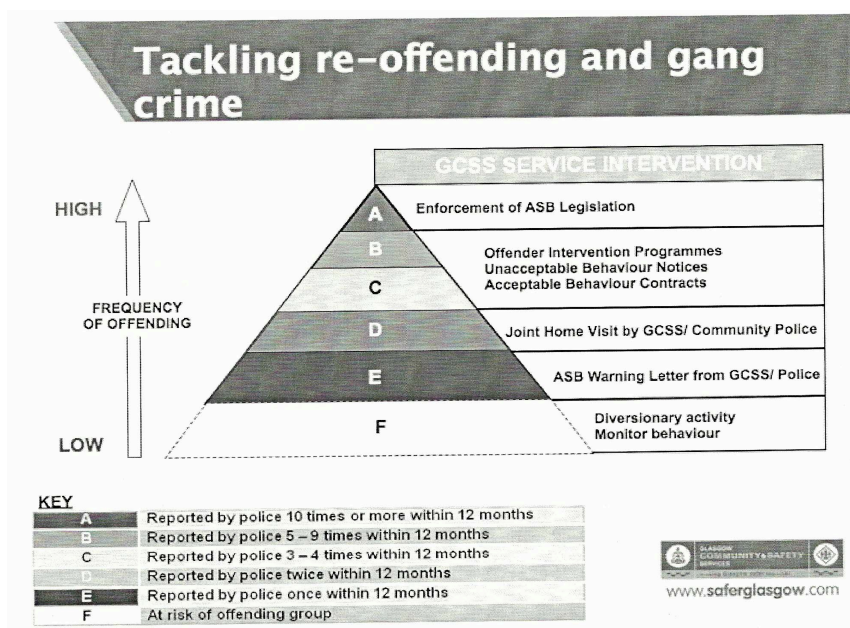 Tackling re-offending and gang
crime
GCSS SERVICE INTERVENTION
HIGH
A
Enforcement of ASB Legislation
B
Offender Intervention Programmes
Unacceptable Behaviour Notices
Acceptable Behaviour Contracts
C
FREQUENCY
OF OFFENDING
D
Joint Home Visit by GCSS/ Community Police
E
ASB Warning Letter from GCSS/ Police
F
Diversionary activity
Monitor behaviour
LOW
KEY
A Reported by police 10 times or more within 12 months
B Reported by police 5 – 9 times within 12 months
C Reported by police 3 – 4 times within 12 months
D Reported by police twice within 12 months
E Reported by police once within 12 months
F At risk of offending group
GLASGOW
COMMUNITY & SAFETY
SERVICES
www.saferglasgow.com